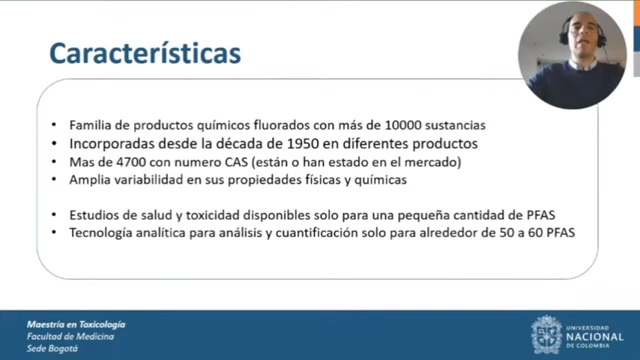 Características
• Familia de productos químicos fluorados con más de 10000 sustancias
• Incorporadas desde la década de 1950 en diferentes productos
• Mas de 4700 con numero CAS (están o han estado en el mercado)
• Amplia variabilidad en sus propiedades físicas y químicas
• Estudios de salud y toxicidad disponibles solo para una pequeña cantidad de PFAS
• Tecnología analítica para análisis y cuantificación solo para alrededor de 50 a 60 PFAS
Maestría en Toxicología
Facultad de Medicina
Sede Bogotá
UNIVERSIDAD
NACIONAL
DE COLOMBIA